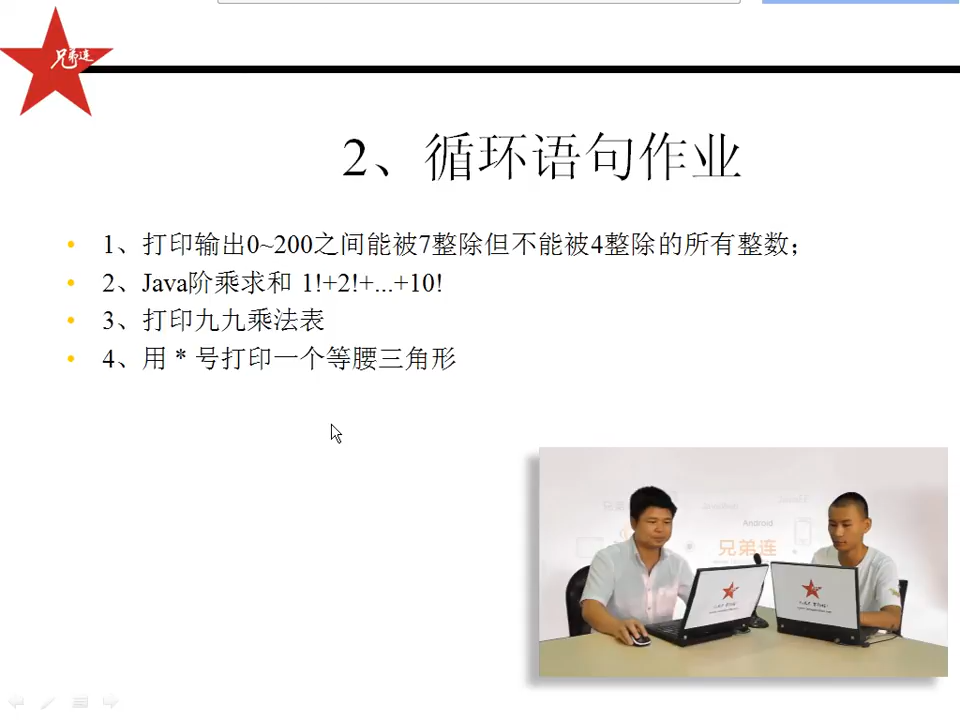 兄弟连
2、循环语句作业
1、打印输出0~200之间能被7整除但不能被4整除的所有整数;
2、Java阶乘求和 1!+2!+...+10!
3、打印九九乘法表
4、用 * 号打印一个等腰三角形
Android
兄弟连